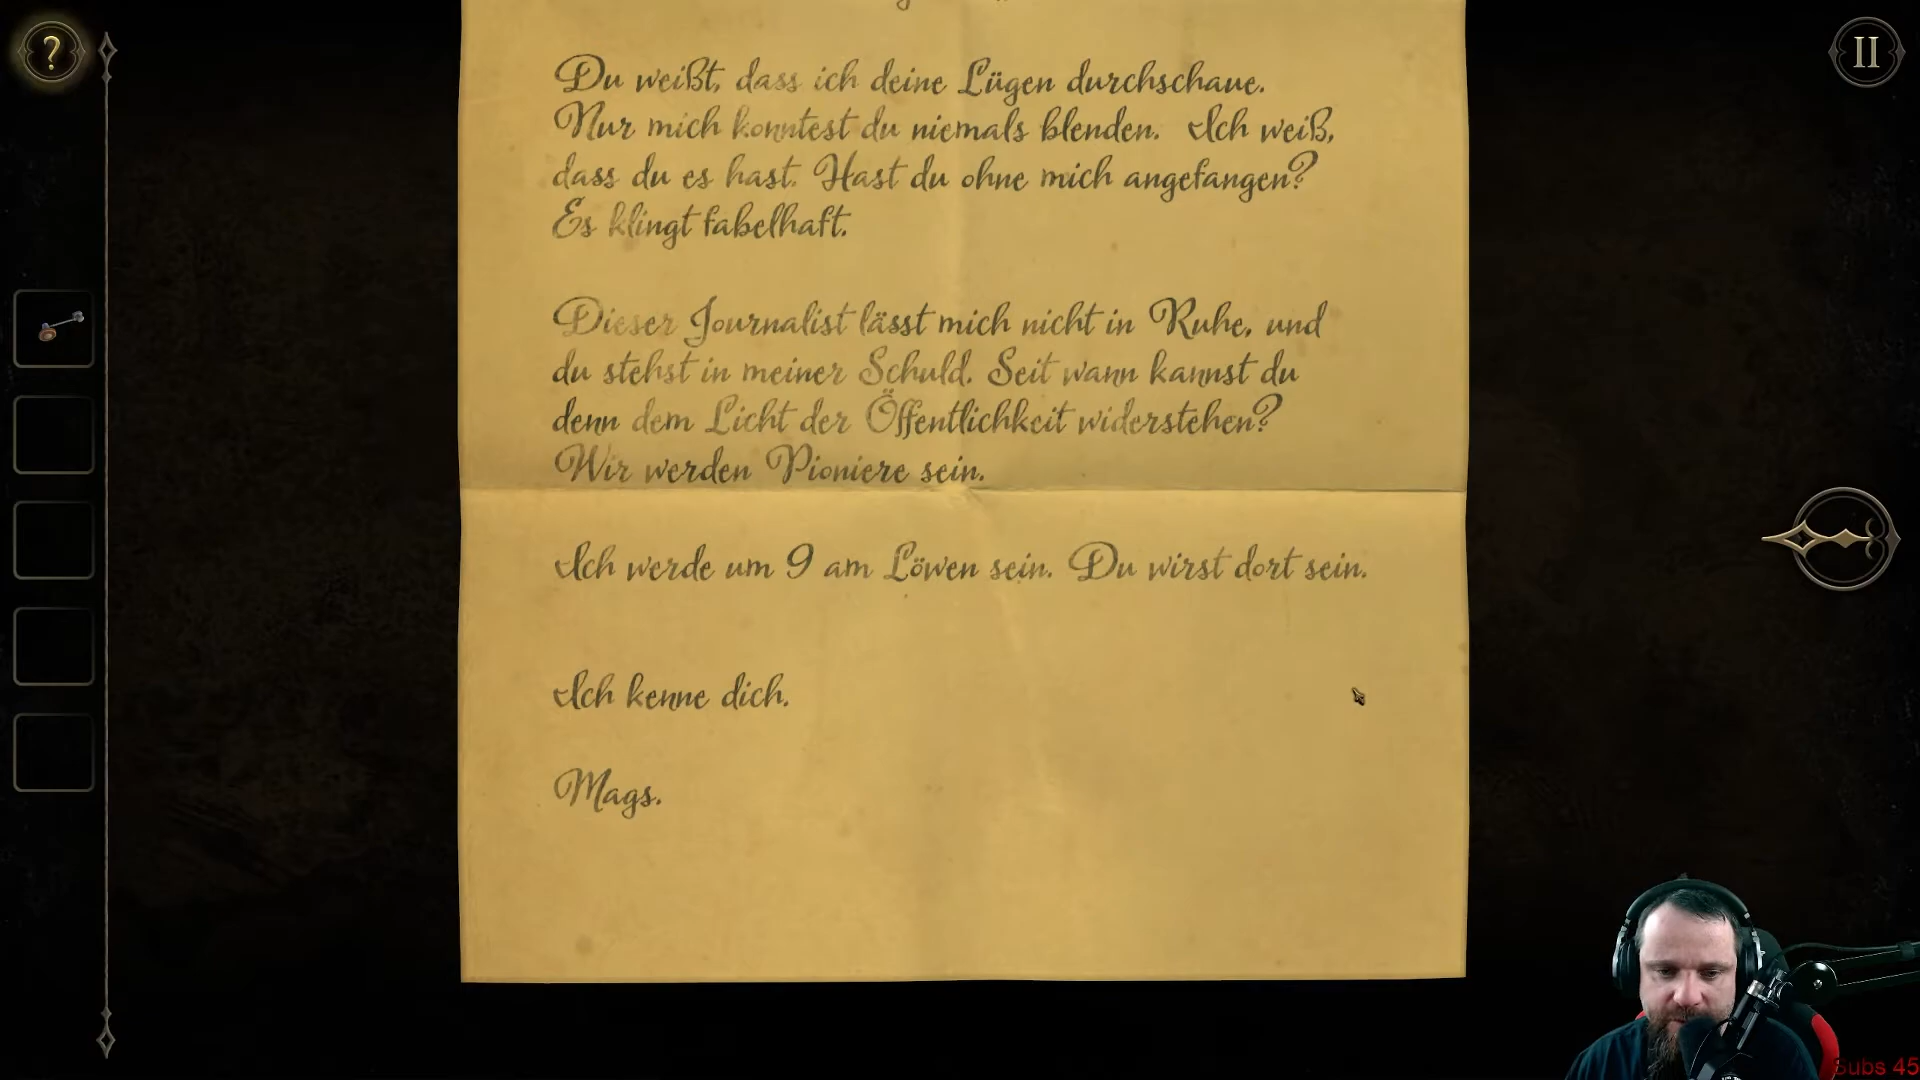 ?
II
Du weißt, dass ich deine Lügen durchschaue.
Nur mich konntest du niemals blenden. Ich weiß,
dass du es hast. Hast du ohne mich angefangen?
Es klingt fabelhaft.
Dieser Journalist lässt mich nicht in Ruhe, und
du stehst in meiner Schuld. Seit wann kannst du
denn dem Licht der Öffentlichkeit widerstehen?
Wir werden Pioniere sein.
Ich werde um 9 am Löwen sein. Du wirst dort sein.
Ich kenne dich.
Mags.
Subs 45